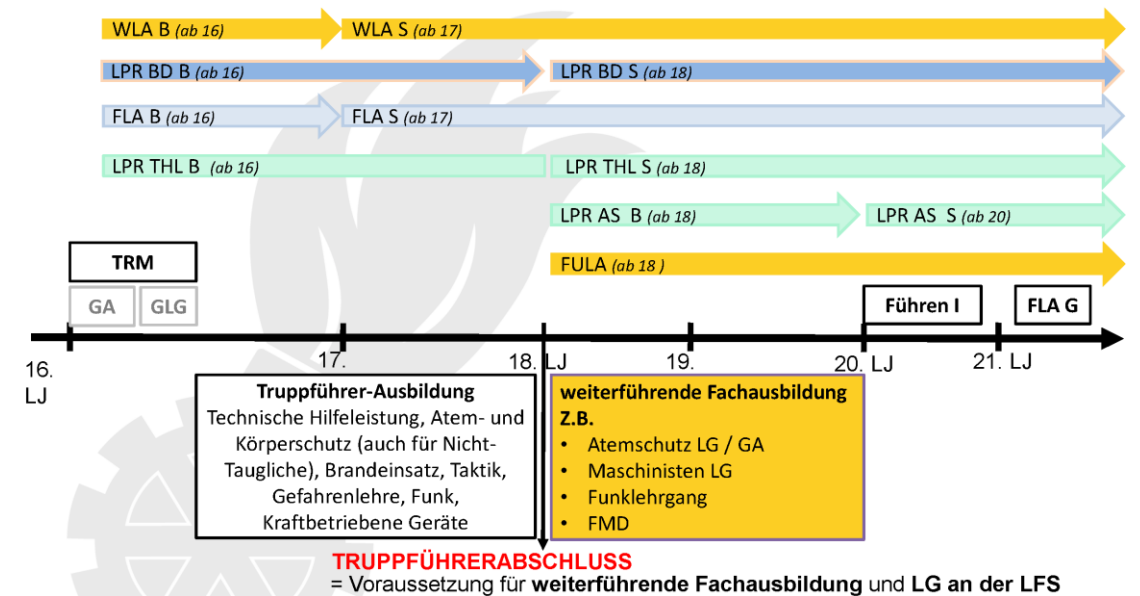 WLA B (ab 16) WLA S (ab 17)
LPR BD B (ab 16) LPR BD S (ab 18)
FLA B (ab 16) FLA S (ab 17)
LPR THL B (ab 16) LPR THL S (ab 18)
LPR AS B (ab 18) LPR AS S (ab 20)
TRM
FULA (ab 18 )
GA GLG
Führen I FLA G
16. LJ
17.
18. LJ
19.
20. LJ
21. LJ
Truppführer-Ausbildung
Technische Hilfeleistung, Atem- und
Körperschutz (auch für Nicht-
Taugliche), Brandeinsatz, Taktik,
Gefahrenlehre, Funk,
Kraftbetriebene Geräte
weiterführende Fachausbildung
Z.B.
• Atemschutz LG / GA
• Maschinisten LG
• Funklehrgang
• FMD
TRUPPFÜHRERABSCHLUSS
= Voraussetzung für weiterführende Fachausbildung und LG an der LFS